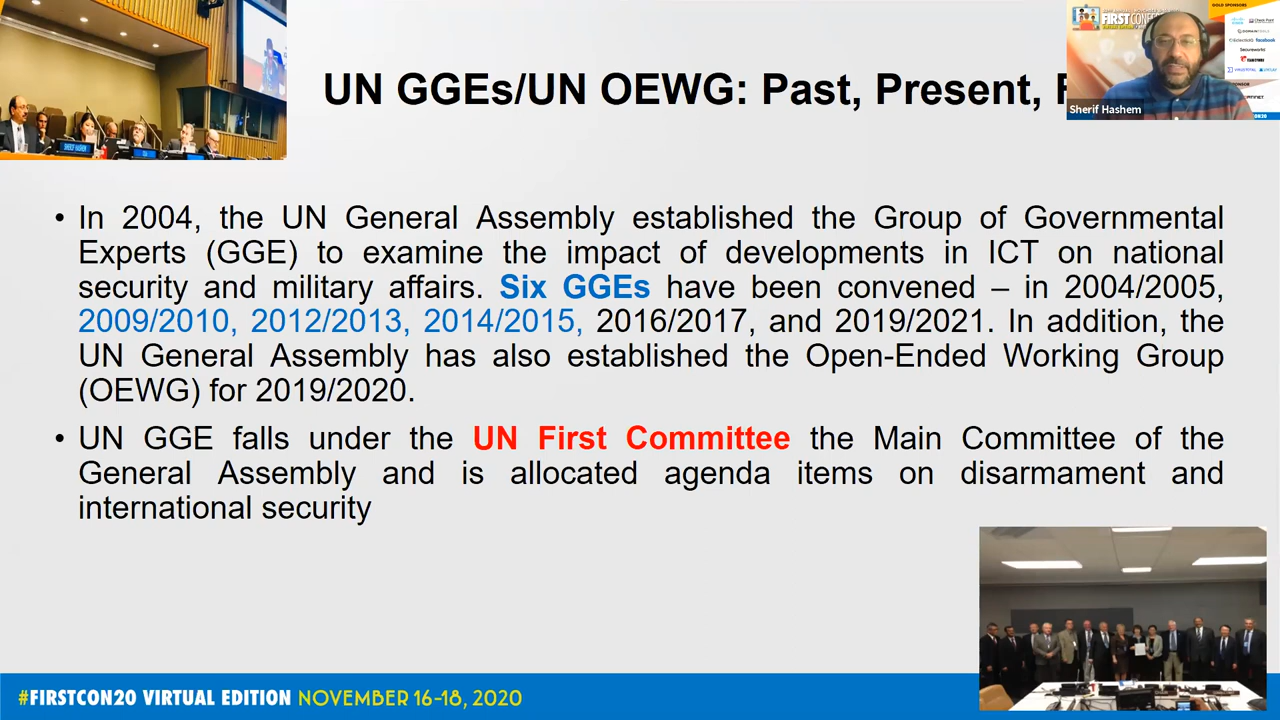 UN GGEs/UN OEWG: Past, Present,
Sherif Hashem
GOLD SPONSORS
facebook
Secureworks
• In 2004, the UN General Assembly established the Group of Governmental
Experts (GGE) to examine the impact of developments in ICT on national
security and military affairs. Six GGEs have been convened – in 2004/2005,
2009/2010, 2012/2013, 2014/2015, 2016/2017, and 2019/2021. In addition, the
UN General Assembly has also established the Open-Ended Working Group
(OEWG) for 2019/2020.
• UN GGE falls under the UN First Committee the Main Committee of the
General Assembly and is allocated agenda items on disarmament and
international security
#FIRSTCON20 VIRTUAL EDITION NOVEMBER 16-18, 2020